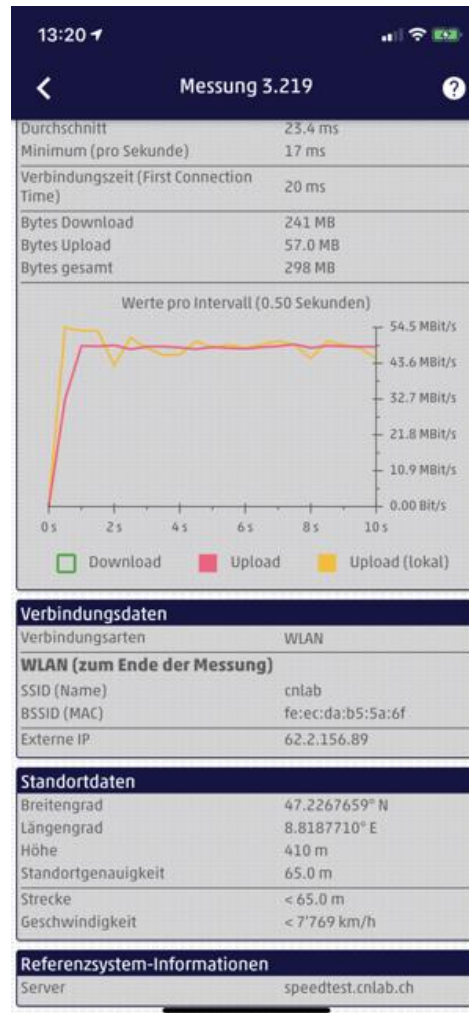 13:20
Messung 3.219
?
Durchschnitt 23.4 ms
Minimum (pro Sekunde) 17 ms
Verbindungszeit (First Connection
Time) 20 ms
Bytes Download 241 MB
Bytes Upload 57.0 MB
Bytes gesamt 298 MB
Werte pro Intervall (0.50 Sekunden)
54.5 MBit/s
43.6 MBit/s
32.7 MBit/s
21.8 MBit/s
10.9 MBit/s
0.00 Bit/s
0 s 2 s 4 s 6 s 8 s 10 s
Download Upload Upload (lokal)
Verbindungsdaten
Verbindungsarten WLAN
WLAN (zum Ende der Messung)
SSID (Name) cnlab
BSSID (MAC) fe:ec:da:b5:5a:6f
Externe IP 62.2.156.89
Standortdaten
Breitengrad 47.2267659° N
Längengrad 8.8187710° E
Höhe 410 m
Standortgenauigkeit 65.0 m
Strecke < 65.0 m
Geschwindigkeit < 7'769 km/h
Referenzsystem-Informationen
Server speedtest.cnlab.ch